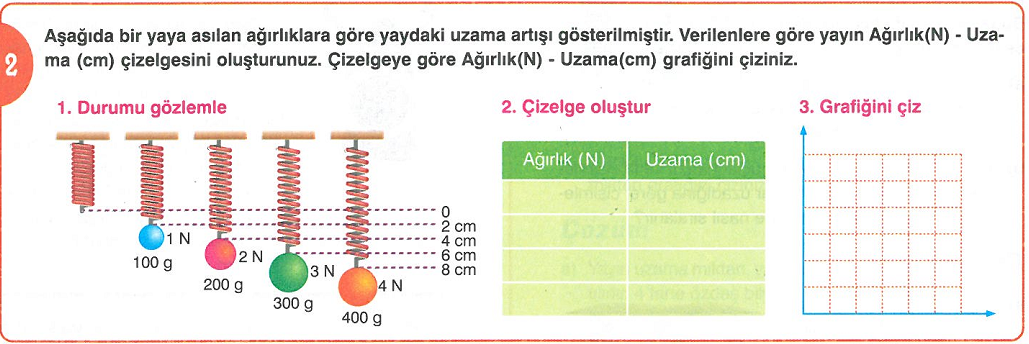 2
Aşağıda bir yaya asılan ağırlıklara göre yaydaki uzama artışı gösterilmiştir. Verilenlere göre yayın Ağırlık(N) - Uza-
ma (cm) çizelgesini oluşturunuz. Çizelgeye göre Ağırlık(N) - Uzama(cm) grafiğini çiziniz.
1. Durumu gözlemle
0
2 cm
4 cm
6 cm
8 cm
1 N
100 g
2 N
200 g
3 N
300 g
4 N
400 g
2. Çizelge oluştur
Ağırlık (N) Uzama (cm)
3. Grafiğini çiz